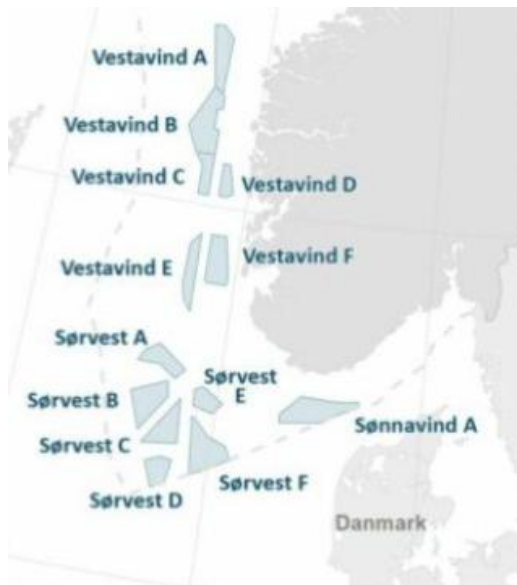 Vestavind A
Vestavind B
Vestavind C
Vestavind D
Vestavind E
Vestavind F
Sørvest A
Sørvest
E
Sørvest B
Sørvest C
Sønnavind A
Sørvest D
Sørvest F
Danmark